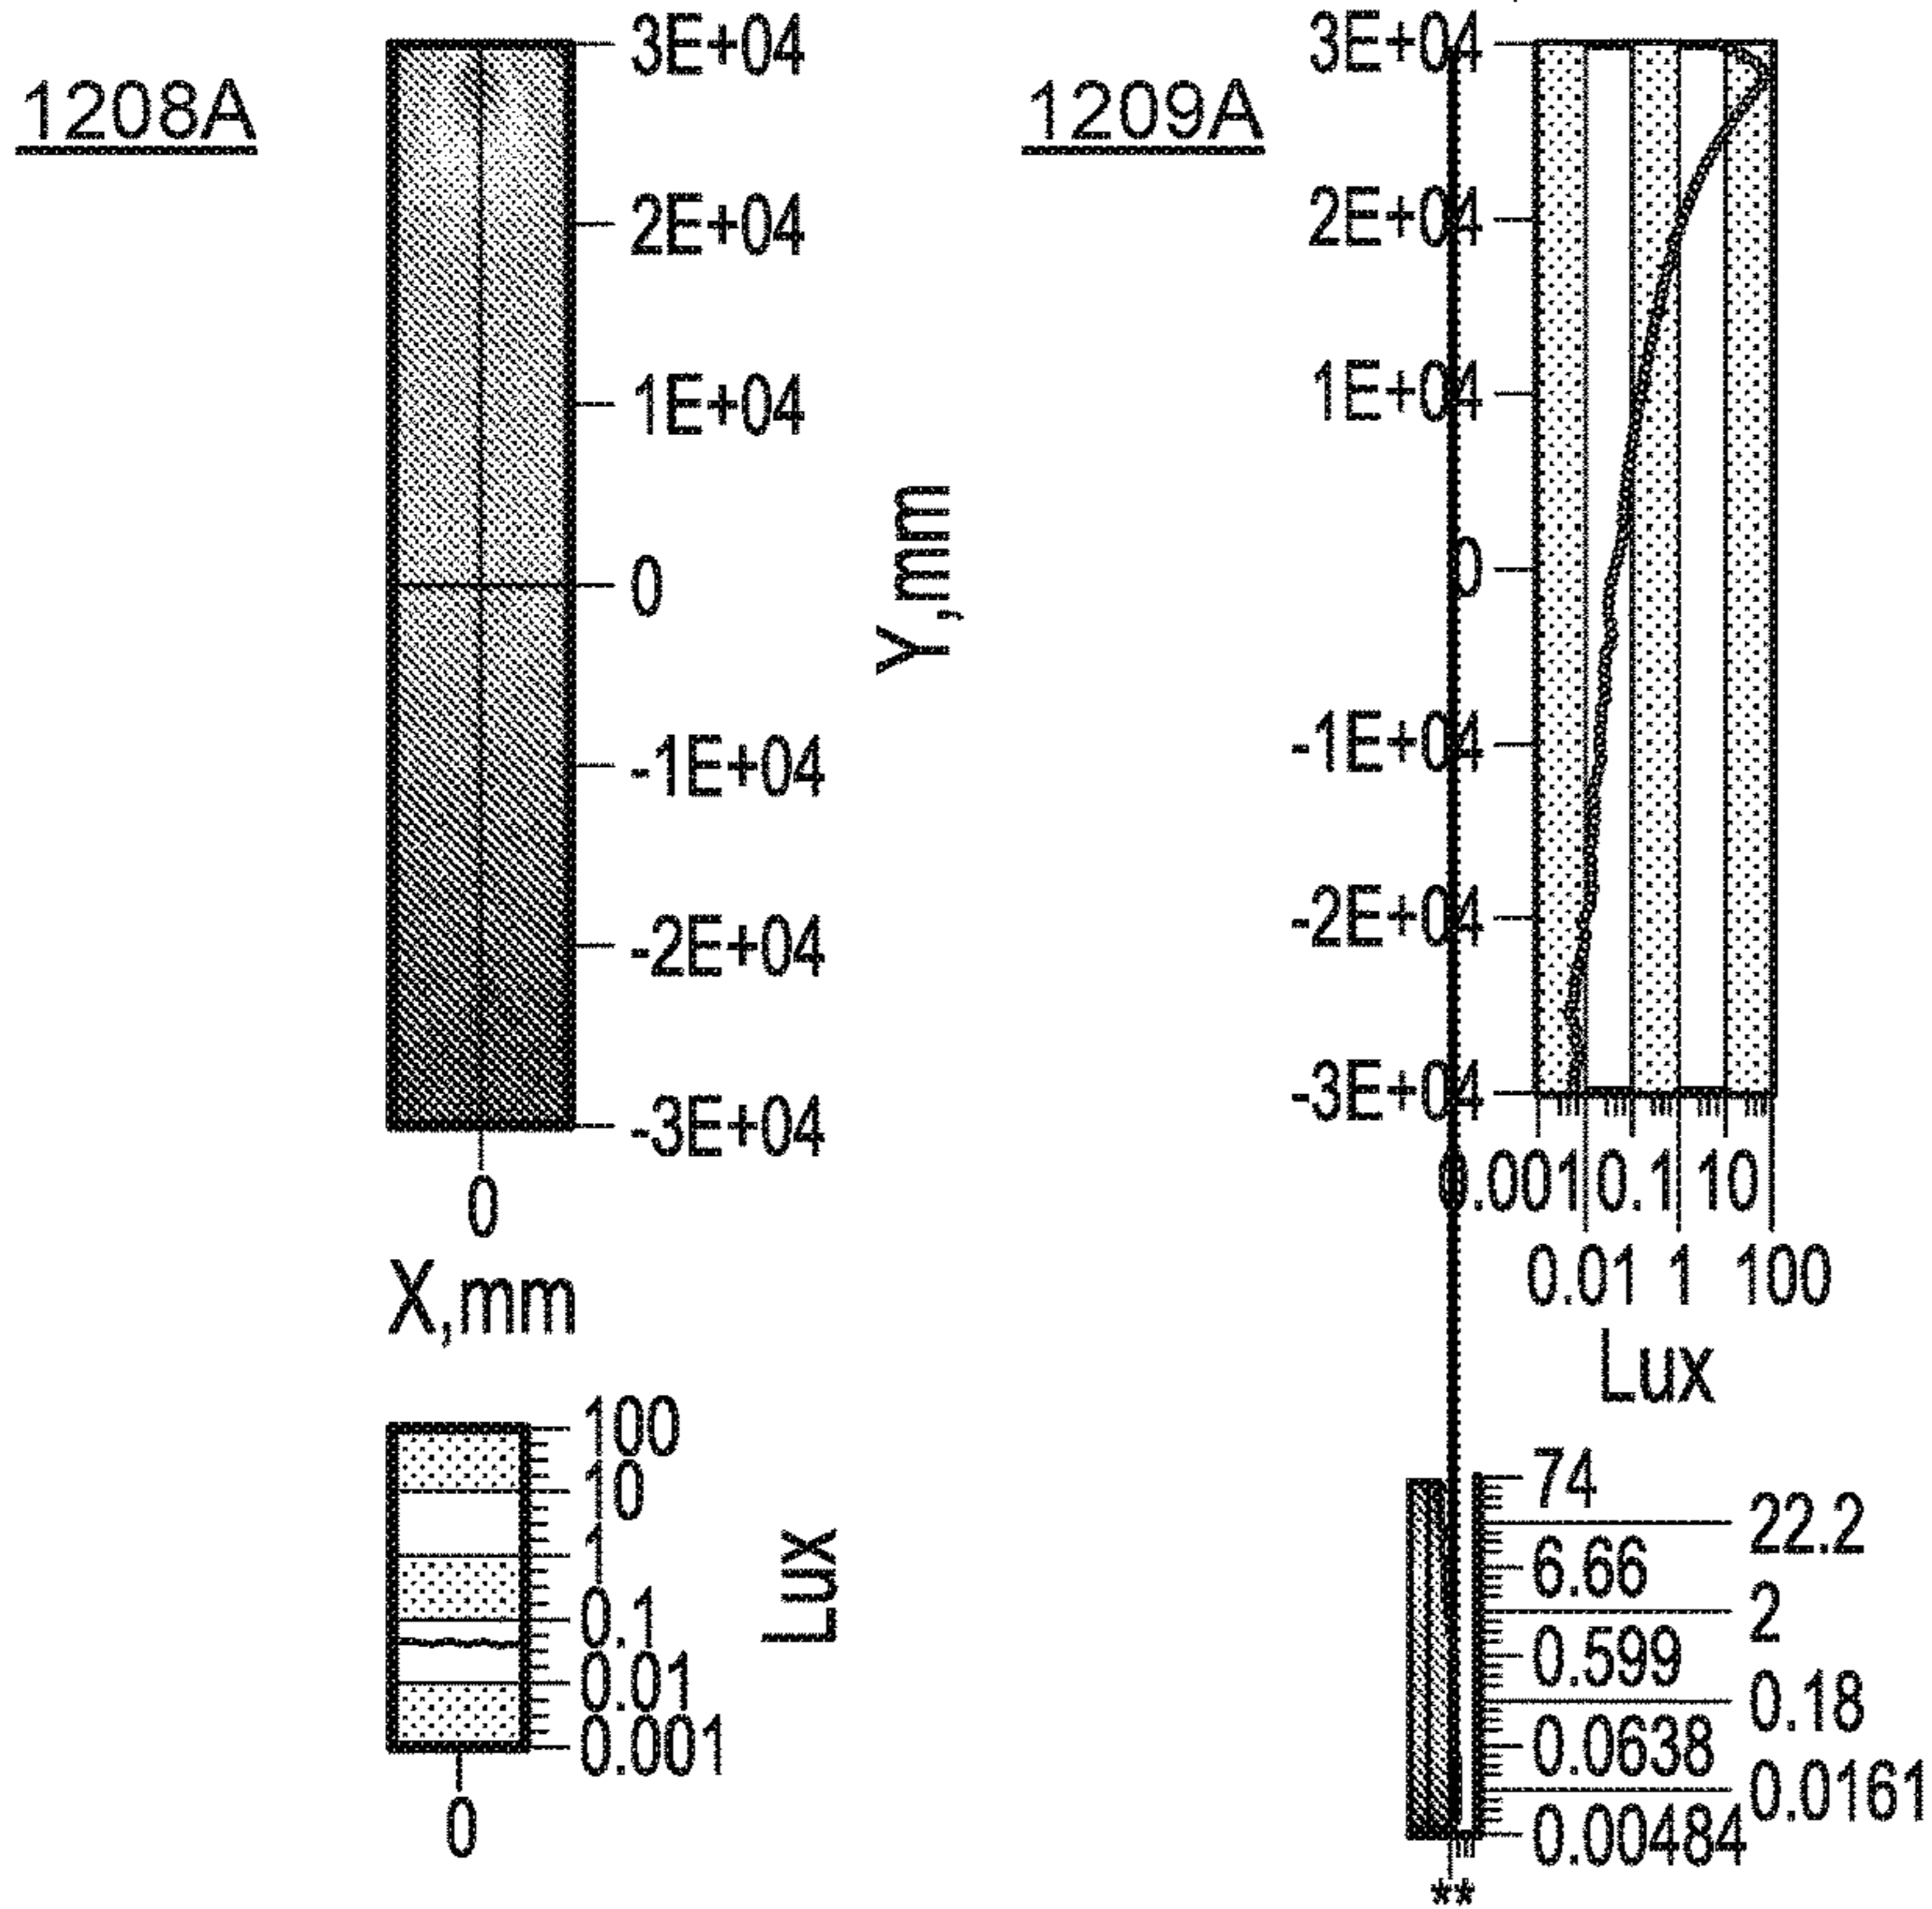 1208A
3E+04
2E+04
1E+04
0
-1E+04
-2E+04
-3E+04
0
X,mm
Y,mm
100
10
1
0.1
0.01
0.001
Lux
0
1209A
3E+04
2E+04
1E+04
0
-1E+04
-2E+04
-3E+04
0.001 0.1 10
0.01 1 100
Lux
74
22.2
6.66
2
0.599
0.18
0.0638
0.0161
0.00484
**